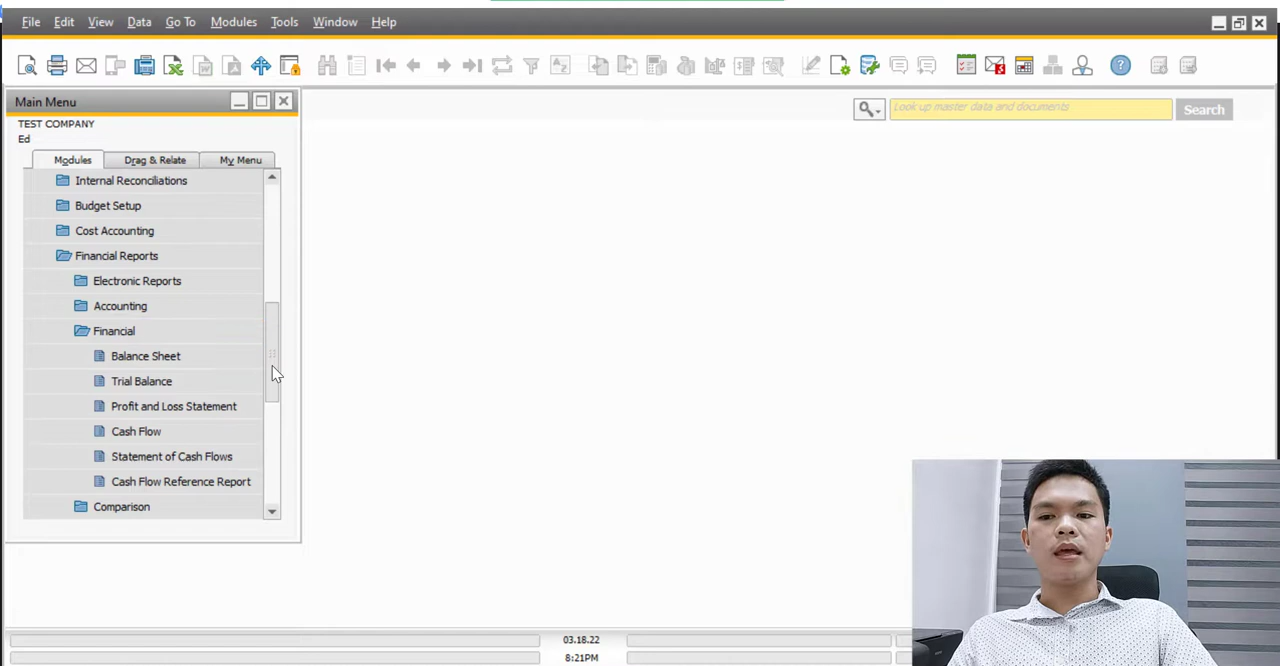 File Edit View Data Go To Modules Tools Window Help
Main Menu
Look up master data and documents
Search
TEST COMPANY
Ed
Modules Drag & Relate My Menu
Internal Reconciliations
Budget Setup
Cost Accounting
Financial Reports
Electronic Reports
Accounting
Financial
Balance Sheet
Trial Balance
Profit and Loss Statement
Cash Flow
Statement of Cash Flows
Cash Flow Reference Report
Comparison
03.18.22
8:21PM